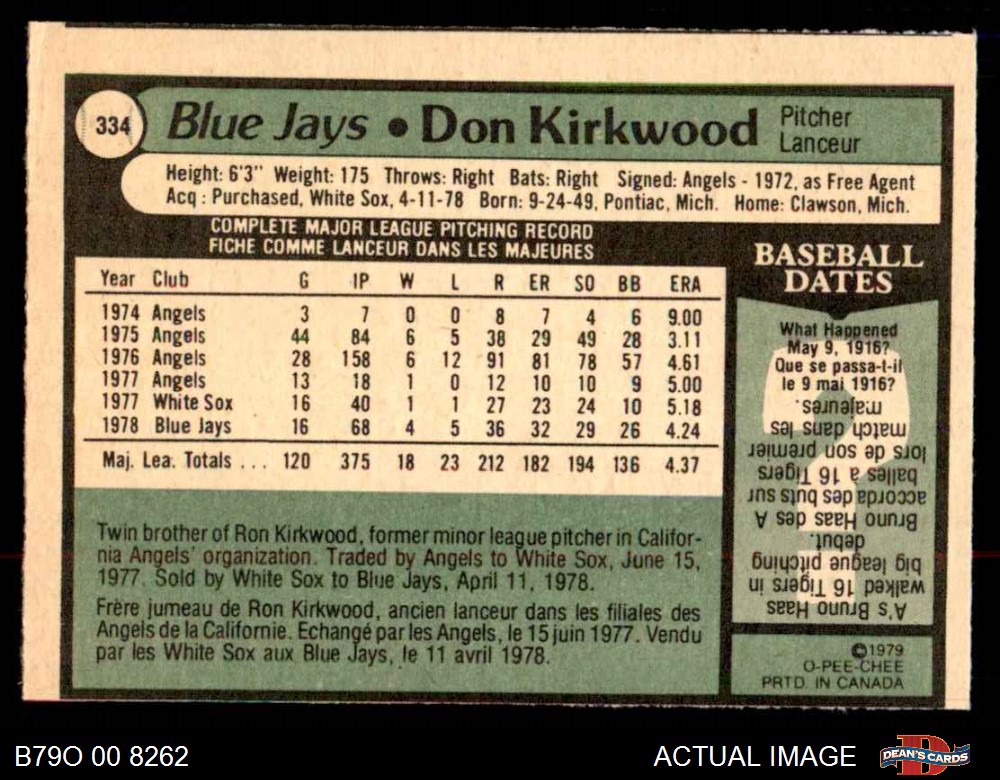 334
Blue Jays • Don Kirkwood
Pitcher
Lanceur
Height: 6'3" Weight: 175 Throws: Right Bats: Right Signed: Angels - 1972, as Free Agent
Acq : Purchased, White Sox, 4-11-78 Born: 9-24-49, Pontiac, Mich. Home: Clawson, Mich.
COMPLETE MAJOR LEAGUE PITCHING RECORD
FICHE COMME LANCEUR DANS LES MAJEURES
Year Club G IP W L R ER SO BB ERA
1974 Angels 3 7 0 0 8 7 4 6 9.00
1975 Angels 44 84 6 5 38 29 49 28 3.11
1976 Angels 28 158 6 12 91 81 78 57 4.61
1977 Angels 13 18 1 0 12 10 10 9 5.00
1977 White Sox 16 40 1 1 27 23 24 10 5.18
1978 Blue Jays 16 68 4 5 36 32 29 26 4.24
Maj. Lea. Totals ... 120 375 18 23 212 182 194 136 4.37
Twin brother of Ron Kirkwood, former minor league pitcher in Califor-
nia Angels' organization. Traded by Angels to White Sox, June 15,
1977. Sold by White Sox to Blue Jays, April 11, 1978.
Frère jumeau de Ron Kirkwood, ancien lanceur dans les filiales des
Angels de la Californie. Echangé par les Angels, le 15 juin 1977. Vendu
par les White Sox aux Blue Jays, le 11 avril 1978.
BASEBALL
DATES
What Happened
May 9, 1916?
Que se passa-t-il
le 9 mai 1916?
A's Bruno Haas
walked 16 Tigers in
big league pitching
debut.
Bruno Haas des A
accorda des buts sur
balles à 16 Tigers
lors de son premier
match dans les
majeures.
©1979
O-PEE-CHEE
PRTD. IN CANADA
B79O 00 8262
ACTUAL IMAGE
DEAN'S CARDS